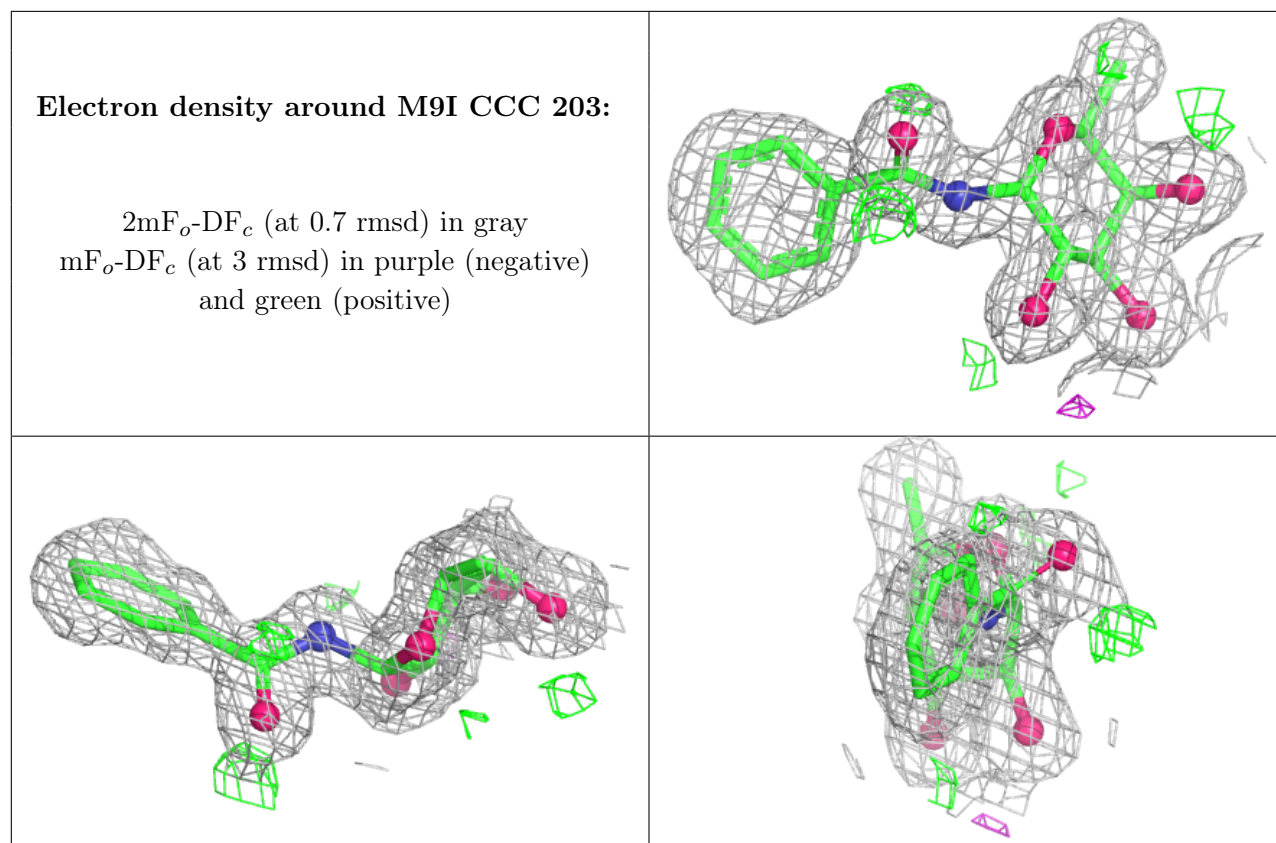 Electron density around M9I CCC 203:
2mFₒ-DF𝒸 (at 0.7 rmsd) in gray
mFₒ-DF𝒸 (at 3 rmsd) in purple (negative)
and green (positive)